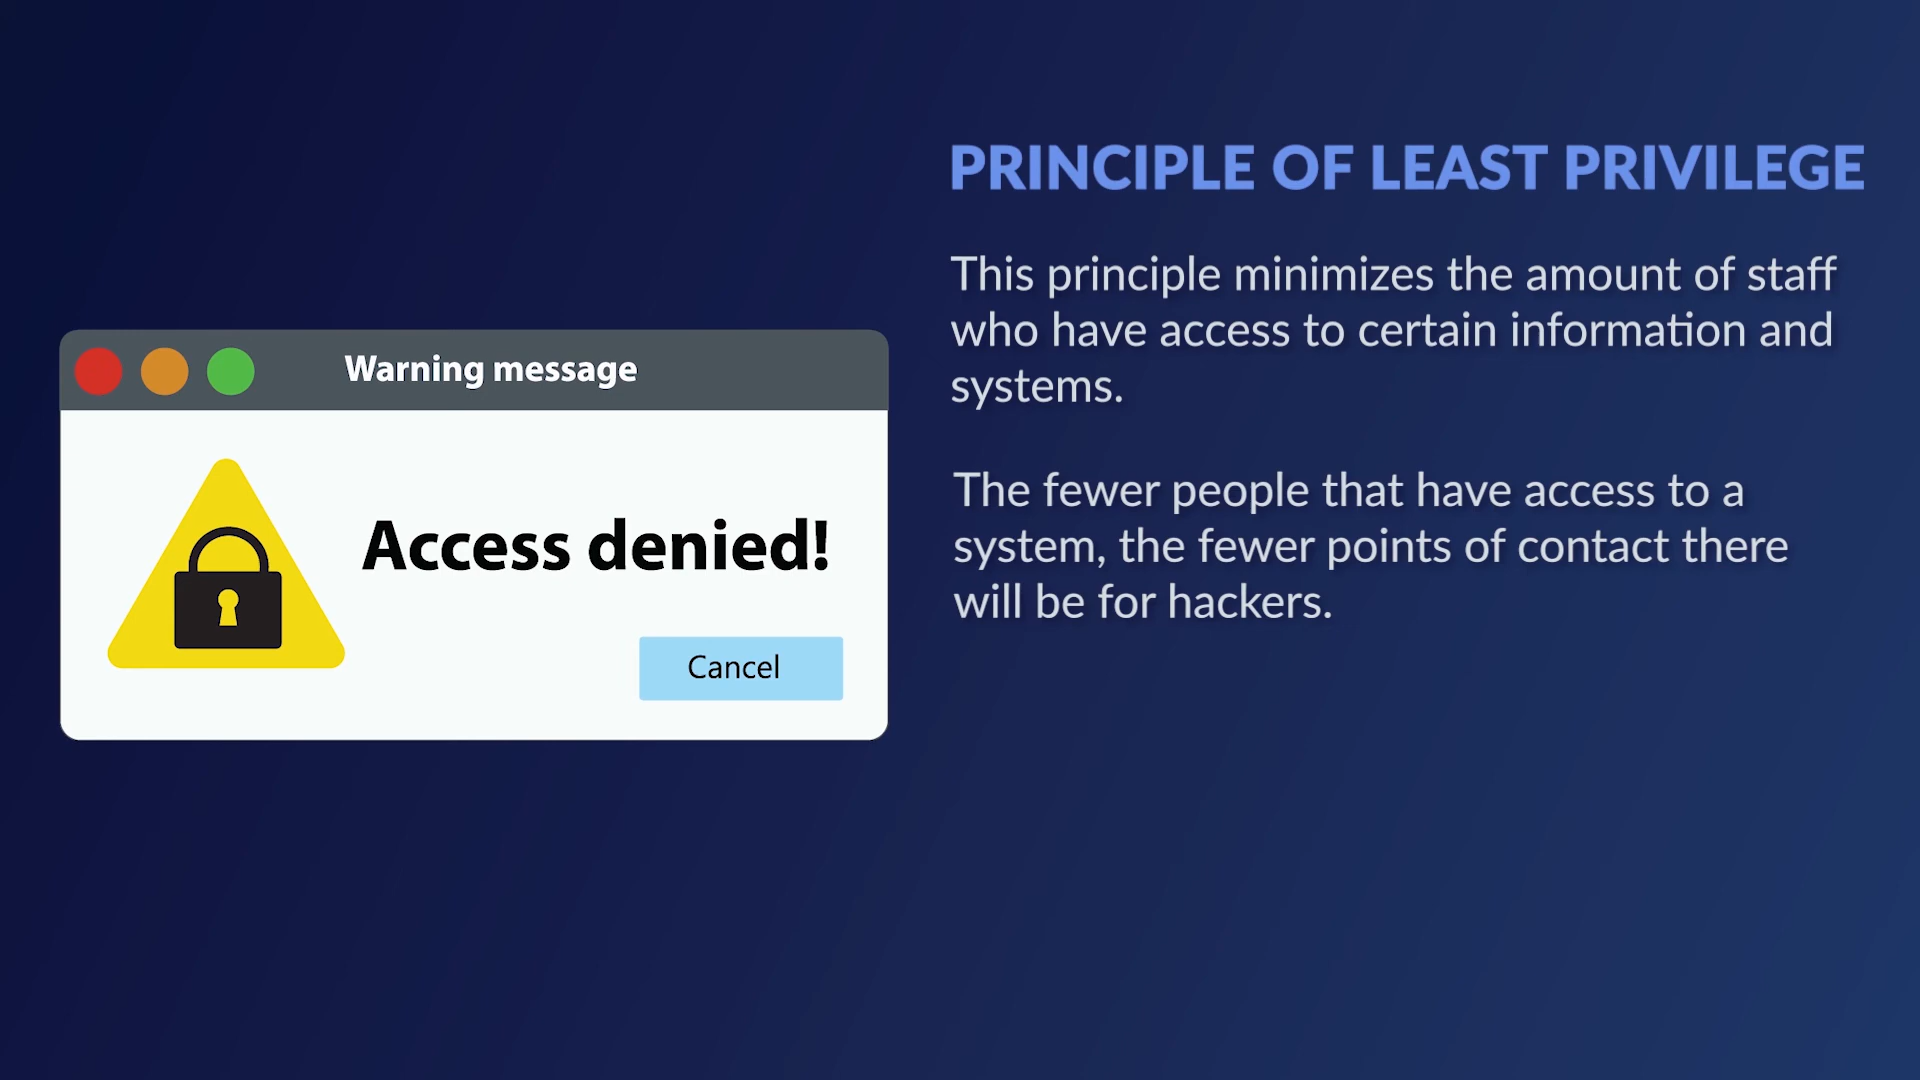 Warning message
Access denied!
Cancel
PRINCIPLE OF LEAST PRIVILEGE
This principle minimizes the amount of staff
who have access to certain information and
systems.
The fewer people that have access to a
system, the fewer points of contact there
will be for hackers.